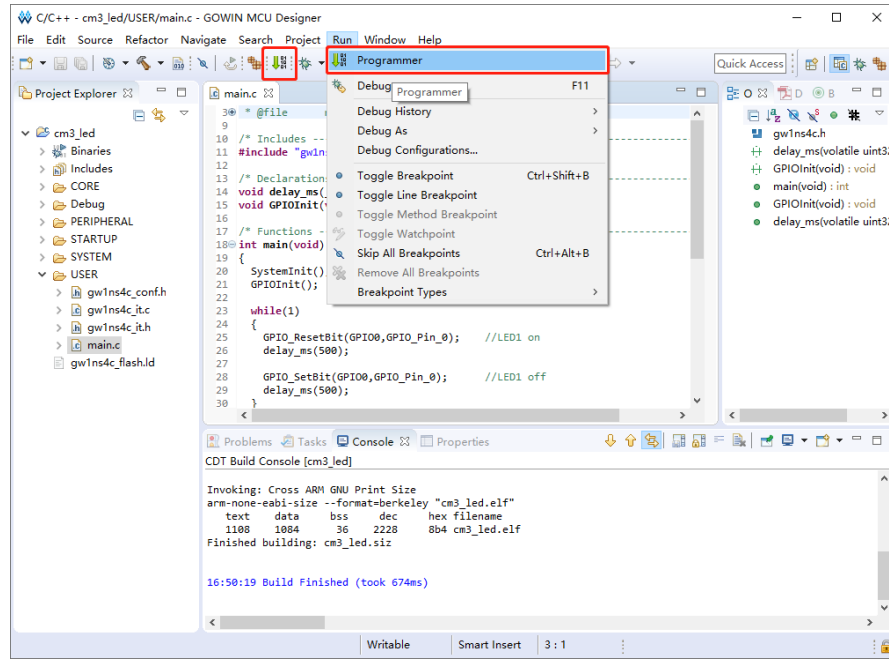 C/C++ - cm3_led/USER/main.c - GOWIN MCU Designer
File Edit Source Refactor Navigate Search Project Run Window Help
Quick Access
Programmer
Debug F11
Programmer
Debug History
Debug As
Debug Configurations...
Toggle Breakpoint Ctrl+Shift+B
Toggle Line Breakpoint
Toggle Method Breakpoint
Toggle Watchpoint
Skip All Breakpoints Ctrl+Alt+B
Remove All Breakpoints
Breakpoint Types
Project Explorer
cm3_led
Binaries
Includes
CORE
Debug
PERIPHERAL
STARTUP
SYSTEM
USER
gw1ns4c_conf.h
gw1ns4c_it.c
gw1ns4c_it.h
main.c
gw1ns4c_flash.ld
main.c
3 * @file
9
10 /* Includes --
11 #include "gw1n
12
13 /* Declaration
14 void delay_ms(
15 void GPIOInit(
16
17 /* Functions -
18 int main(void)
19 {
20 SystemInit()
21 GPIOInit();
22
23 while(1)
24 {
25 GPIO_ResetBit(GPIO0,GPIO_Pin_0); //LED1 on
26 delay_ms(500);
27
28 GPIO_SetBit(GPIO0,GPIO_Pin_0); //LED1 off
29 delay_ms(500);
30 }
O D B
gw1ns4c.h
delay_ms(volatile uint32
GPIOInit(void) : void
main(void) : int
GPIOInit(void) : void
delay_ms(volatile uint32
Problems Tasks Console Properties
CDT Build Console [cm3_led]
Invoking: Cross ARM GNU Print Size
arm-none-eabi-size --format=berkeley "cm3_led.elf"
text data bss dec hex filename
1108 1084 36 2228 8b4 cm3_led.elf
Finished building: cm3_led.siz
16:50:19 Build Finished (took 674ms)
Writable Smart Insert 3 : 1